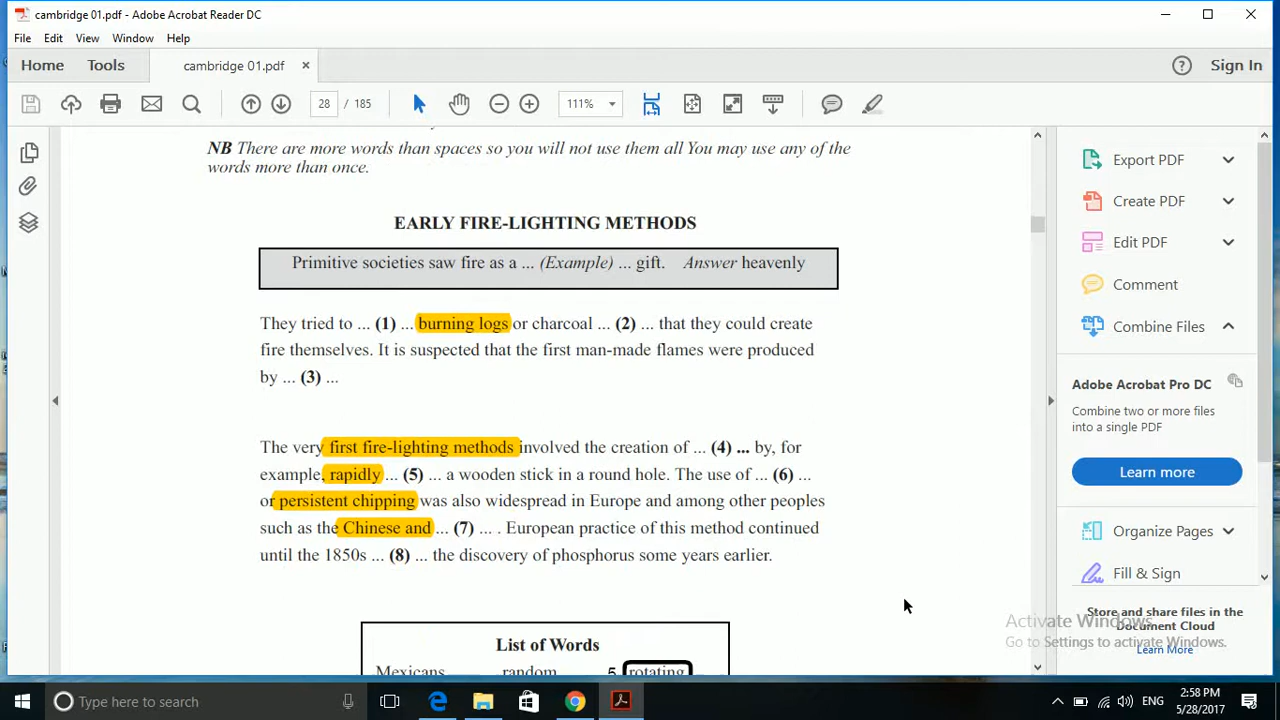 cambridge 01.pdf - Adobe Acrobat Reader DC
File Edit View Window Help
Home Tools cambridge 01.pdf × Sign In
28 / 185 111%
NB There are more words than spaces so you will not use them all You may use any of the
words more than once.
EARLY FIRE-LIGHTING METHODS
Primitive societies saw fire as a ... (Example) ... gift. Answer heavenly
They tried to ... (1) ... burning logs or charcoal ... (2) ... that they could create
fire themselves. It is suspected that the first man-made flames were produced
by ... (3) ...
The very first fire-lighting methods involved the creation of ... (4) ... by, for
example, rapidly ... (5) ... a wooden stick in a round hole. The use of ... (6) ...
or persistent chipping was also widespread in Europe and among other peoples
such as the Chinese and ... (7) ... . European practice of this method continued
until the 1850s ... (8) ... the discovery of phosphorus some years earlier.
List of Words
Mexicans random 5 rotating
Export PDF
Create PDF
Edit PDF
Comment
Combine Files
Adobe Acrobat Pro DC
Combine two or more files
into a single PDF
Learn more
Organize Pages
Fill & Sign
Store and share files in the
Document Cloud
Learn More
Activate Windows
Go to Settings to activate Windows.
Type here to search
ENG
2:58 PM
5/28/2017